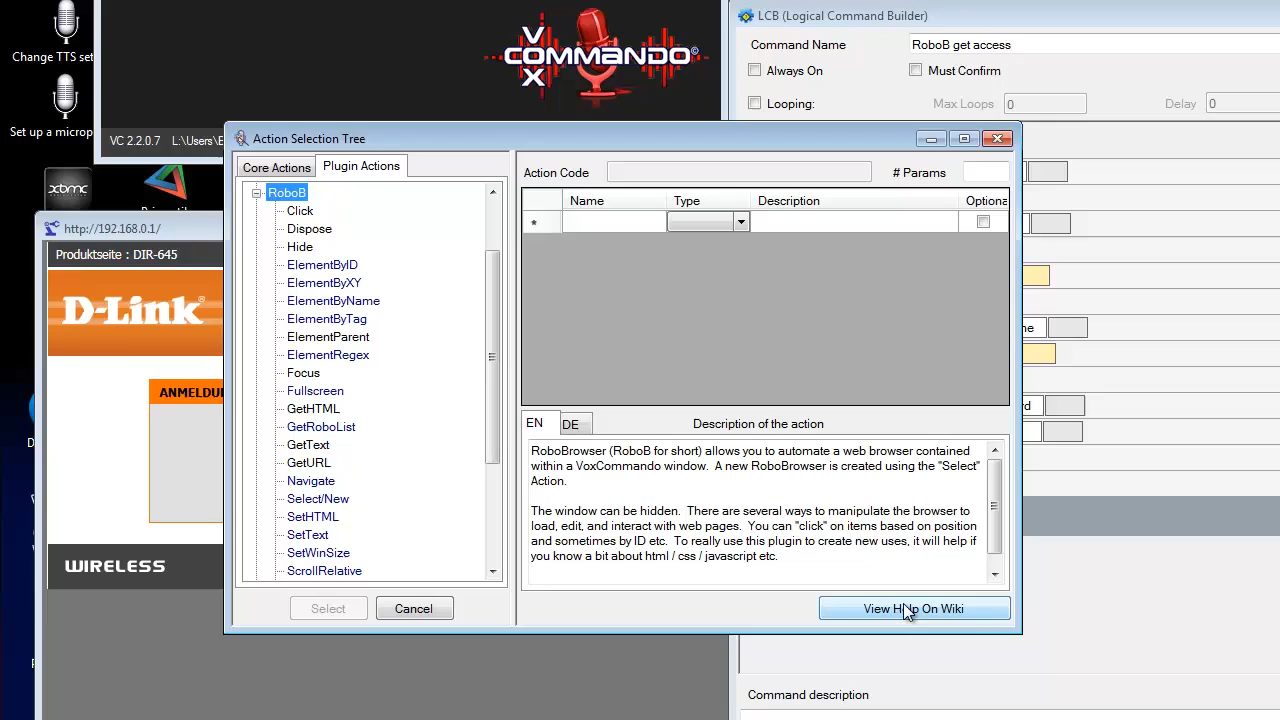 Change TTS set
Set up a microp
xbmc
VOX
COMMANDO©
VC 2.2.0.7 L:\Users\E
LCB (Logical Command Builder)
Command Name
RoboB get access
Always On
Must Confirm
Looping:
Max Loops
0
Delay
0
Action Selection Tree
Core Actions
Plugin Actions
RoboB
Click
Dispose
Hide
ElementByID
ElementByXY
ElementByName
ElementByTag
ElementParent
ElementRegex
Focus
Fullscreen
GetHTML
GetRoboList
GetText
GetURL
Navigate
Select/New
SetHTML
SetText
SetWinSize
ScrollRelative
Select
Cancel
Action Code
# Params
Name
Type
Description
Optiona
*
EN
DE
Description of the action
RoboBrowser (RoboB for short) allows you to automate a web browser contained
within a VoxCommando window. A new RoboBrowser is created using the "Select"
Action.
The window can be hidden. There are several ways to manipulate the browser to
load, edit, and interact with web pages. You can "click" on items based on position
and sometimes by ID etc. To really use this plugin to create new uses, it will help if
you know a bit about html / css / javascript etc.
View Help On Wiki
http://192.168.0.1/
Produktseite : DIR-645
D-Link®
ANMELDU
WIRELESS
ne
rd
Command description